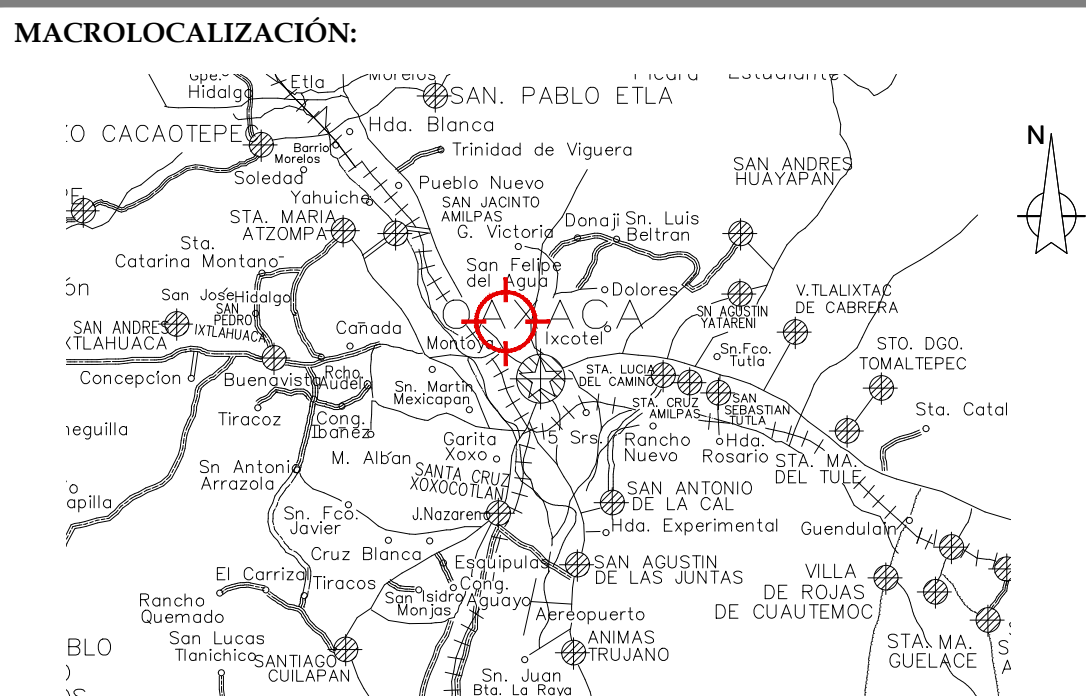 MACROLOCALIZACIÓN:
Gpe.
Hidalgo
Etla
Morelos
SAN. PABLO ETLA
Estudiante
CACAOTEPE
Hda. Blanca
Barrio
Morelos
Trinidad de Viguera
SAN ANDRES
HUAYAPAN
N
Soledad
Yahuiche
Pueblo Nuevo
SAN JACINTO
AMILPAS
STA. MARIA
ATZOMPA
G. Victoria
Donaji
Sn. Luis
Beltran
Sta.
Catarina Montano
San Felipe
del Agua
Dolores
San José
Hidalgo
SAN
PEDRO
IXTLAHUACA
OAXACA
SN AGUSTIN
YATARENI
V.TLALIXTAC
DE CABRERA
SAN ANDRES
XTLAHUACA
Cañada
Montoya
Ixcotel
Sn.Fco.
Tutla
STO. DGO.
TOMALTEPEC
Concepcion
Buenavista
Rcho.
Audelo
Sn. Martin
Mexicapan
STA. LUCIA
DEL CAMINO
STA. CRUZ
AMILPAS
SAN
SEBASTIAN
TUTLA
Sta. Catal
Tiracoz
Cong.
Ibañez
neguilla
M. Alban
Garita
Xoxo
5 Srs.
Rancho
Nuevo
Hda.
Rosario
STA. MA.
DEL TULE
Sn Antonio
Arrazola
SANTA CRUZ
XOXOCOTLAN
SAN ANTONIO
DE LA CAL
apilla
Sn. Fco.
Javier
J.Nazareno
Hda. Experimental
Guendulain
Cruz Blanca
Esquipulas
SAN AGUSTIN
DE LAS JUNTAS
VILLA
DE ROJAS
DE CUAUTEMOC
El Carrizal
Tiracos
San Isidro
Monjas
Cong.
Aguayo
Aereopuerto
Rancho
Quemado
San Lucas
Tlanichico
SANTIAGO
CUILAPAN
ANIMAS
TRUJANO
STA. MA.
GUELACE
BLO
Sn. Juan
Bta. La Raya